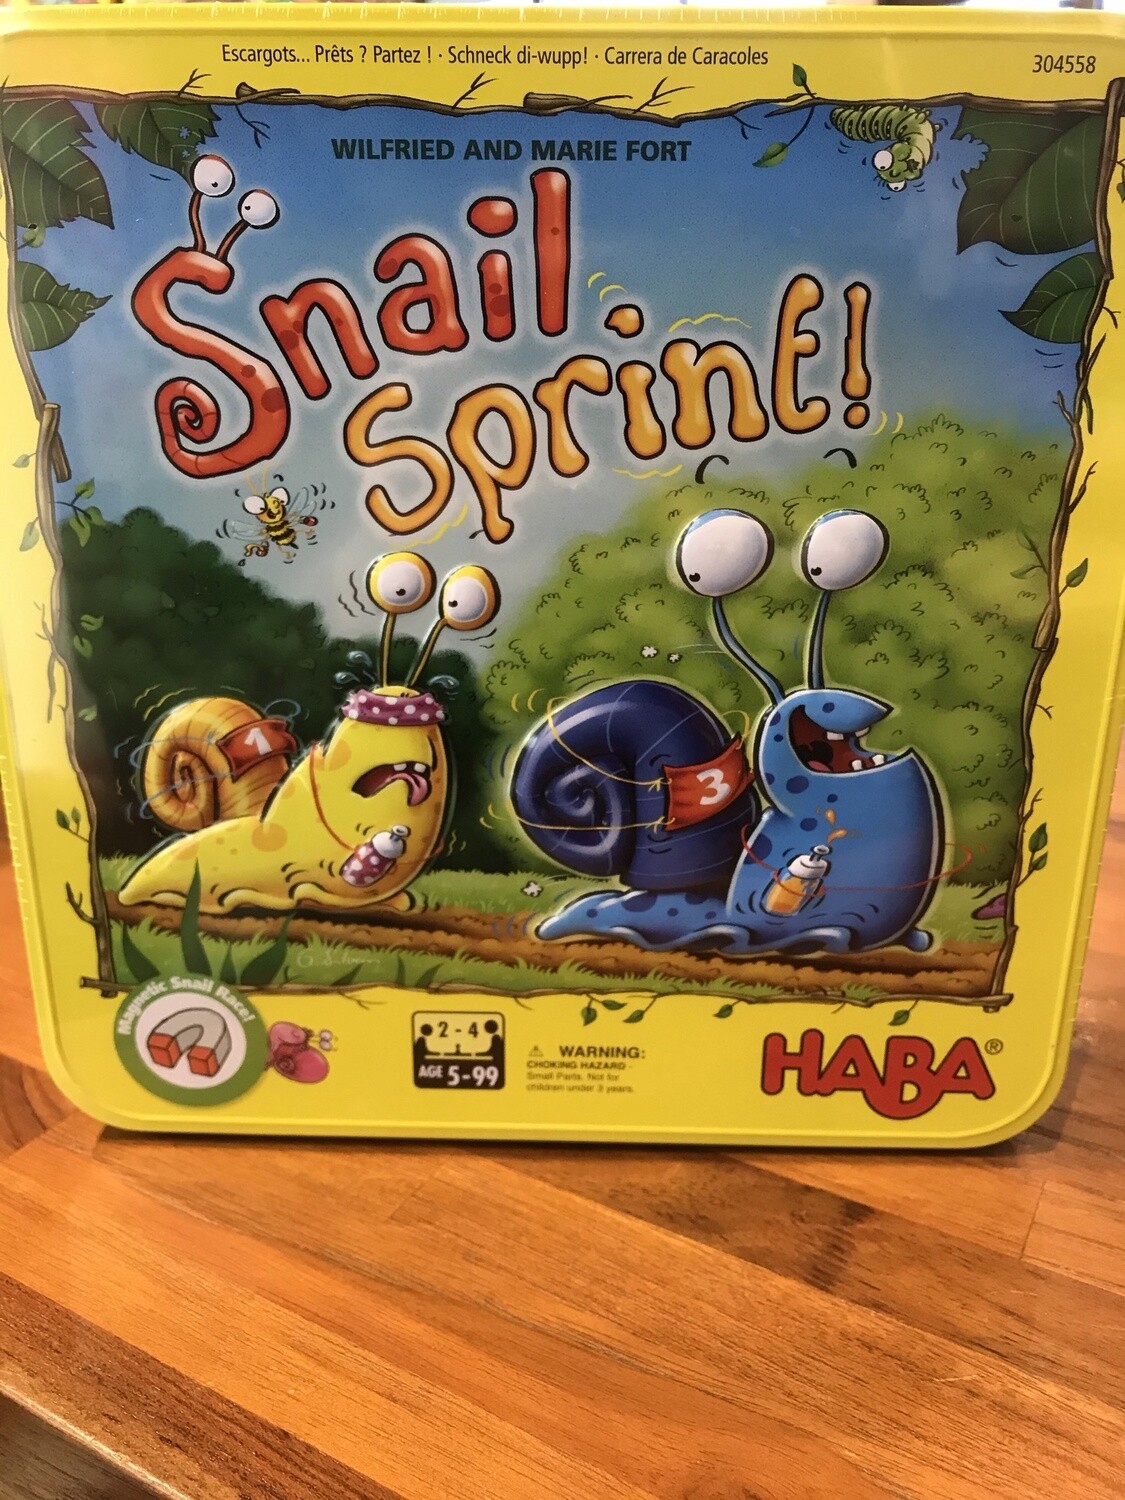 Escargots... Prêts ? Partez ! · Schneck di-wupp! · Carrera de Caracoles
304558
WILFRIED AND MARIE FORT
Snail
Sprint!
1
3
Magnetic Snail Race!
2 - 4
AGE 5-99
⚠ WARNING:
CHOKING HAZARD -
Small Parts. Not for
children under 3 years.
HABA®